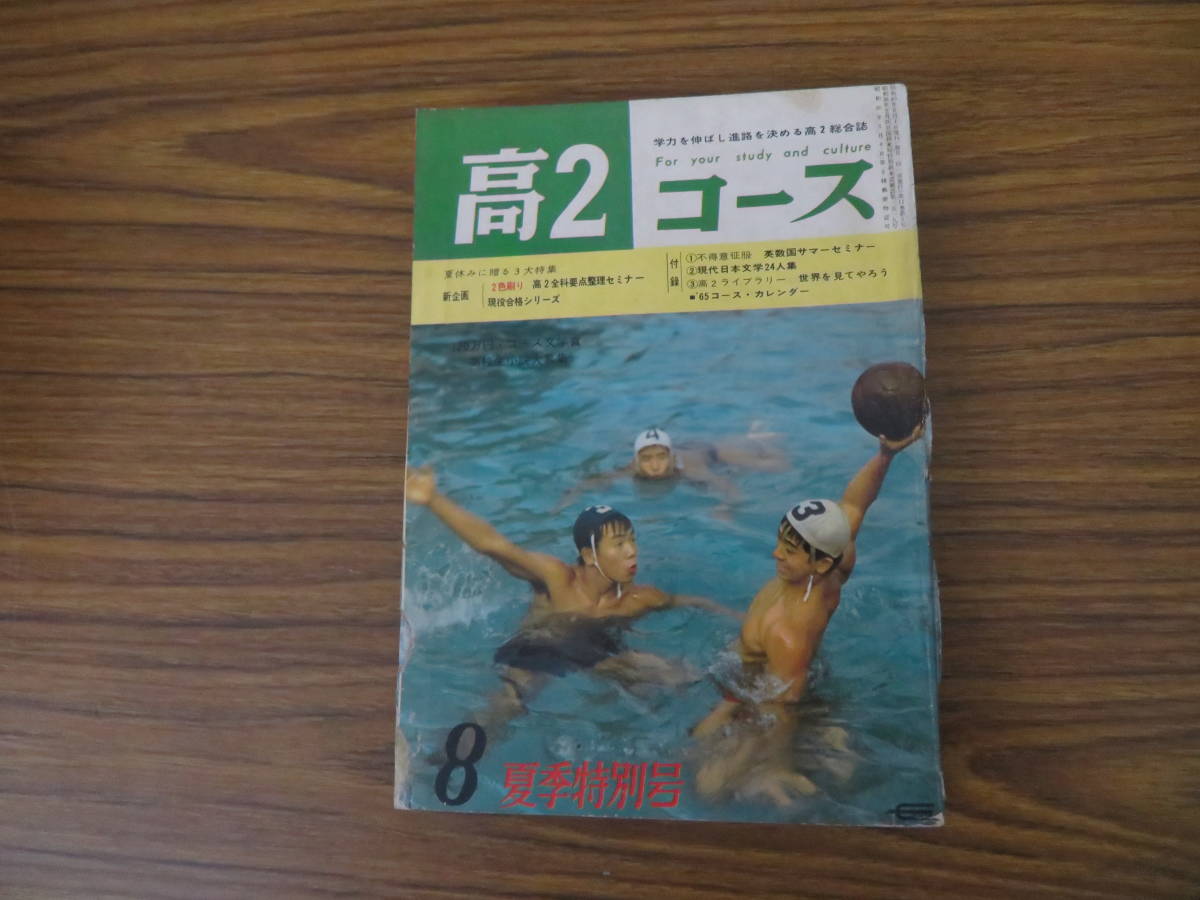 学力を伸ばし進路を決める高2総合誌
For your study and culture
高2
コース
夏休みに贈る3大特集
新企画
2色刷り 高2全科要点整理セミナー
現役合格シリーズ
付録
①不得意征服 英数国サマーセミナー
②現代日本文学24人集
③高2ライブラリー 世界を見てやろう
■'65コース・カレンダー
4
3
8
夏季特別号